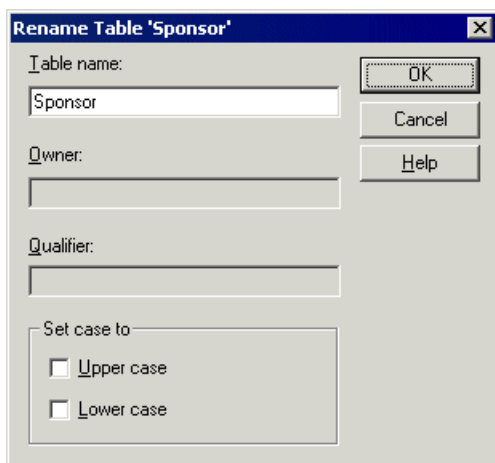 Rename Table 'Sponsor'
Table name:
Sponsor
OK
Cancel
Owner:
Help
Qualifier:
Set case to
Upper case
Lower case